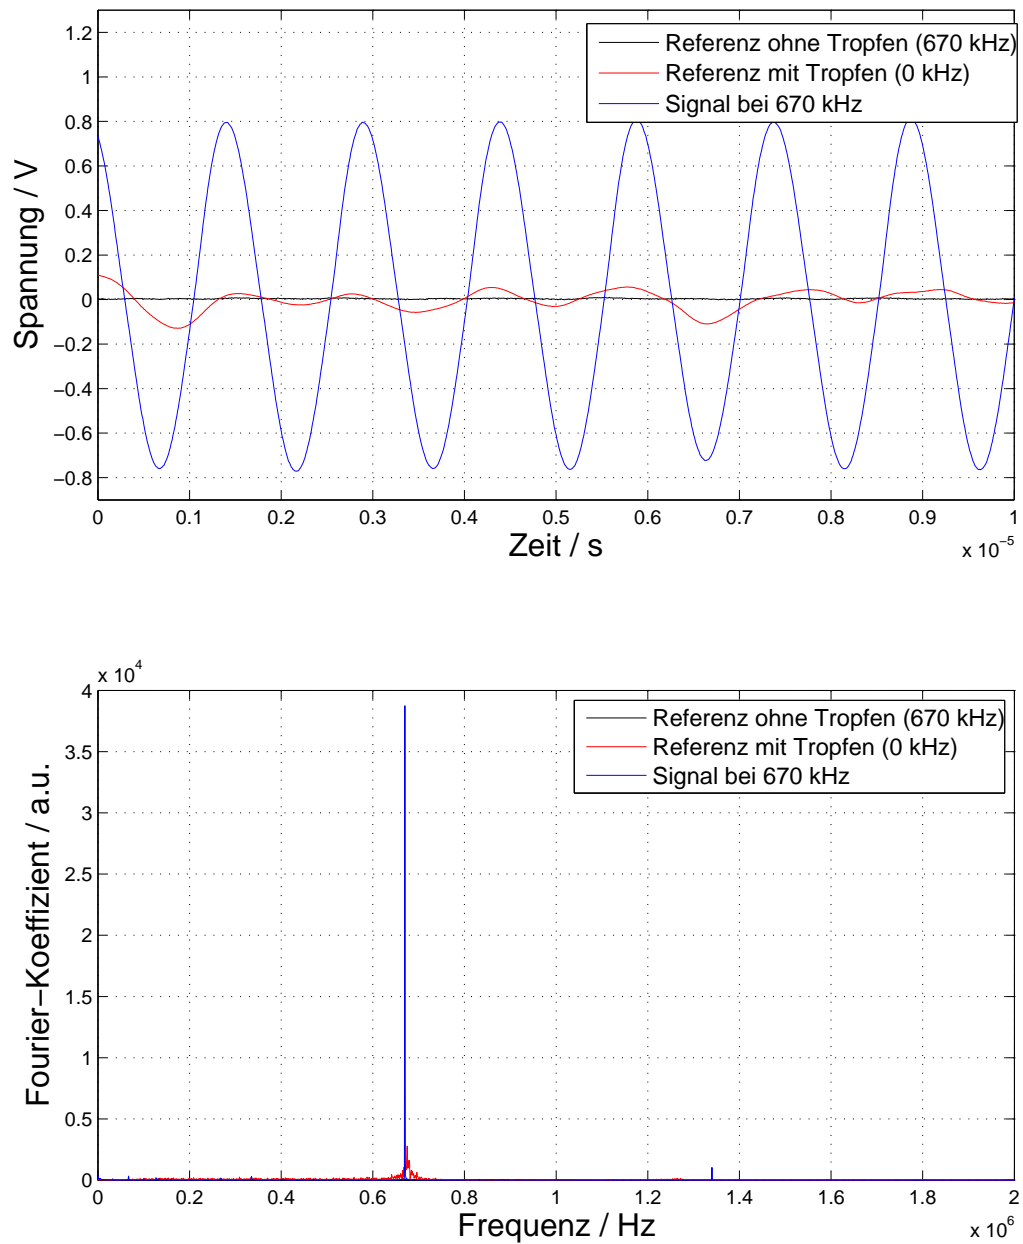 Referenz ohne Tropfen (670 kHz)
Referenz mit Tropfen (0 kHz)
Signal bei 670 kHz
Spannung / V
1.2
1
0.8
0.6
0.4
0.2
0
−0.2
−0.4
−0.6
−0.8
0 0.1 0.2 0.3 0.4 0.5 0.6 0.7 0.8 0.9 1
Zeit / s
x 10⁻⁵
x 10⁴
Referenz ohne Tropfen (670 kHz)
Referenz mit Tropfen (0 kHz)
Signal bei 670 kHz
Fourier−Koeffizient / a.u.
4
3.5
3
2.5
2
1.5
1
0.5
0
0 0.2 0.4 0.6 0.8 1 1.2 1.4 1.6 1.8 2
Frequenz / Hz
x 10⁶